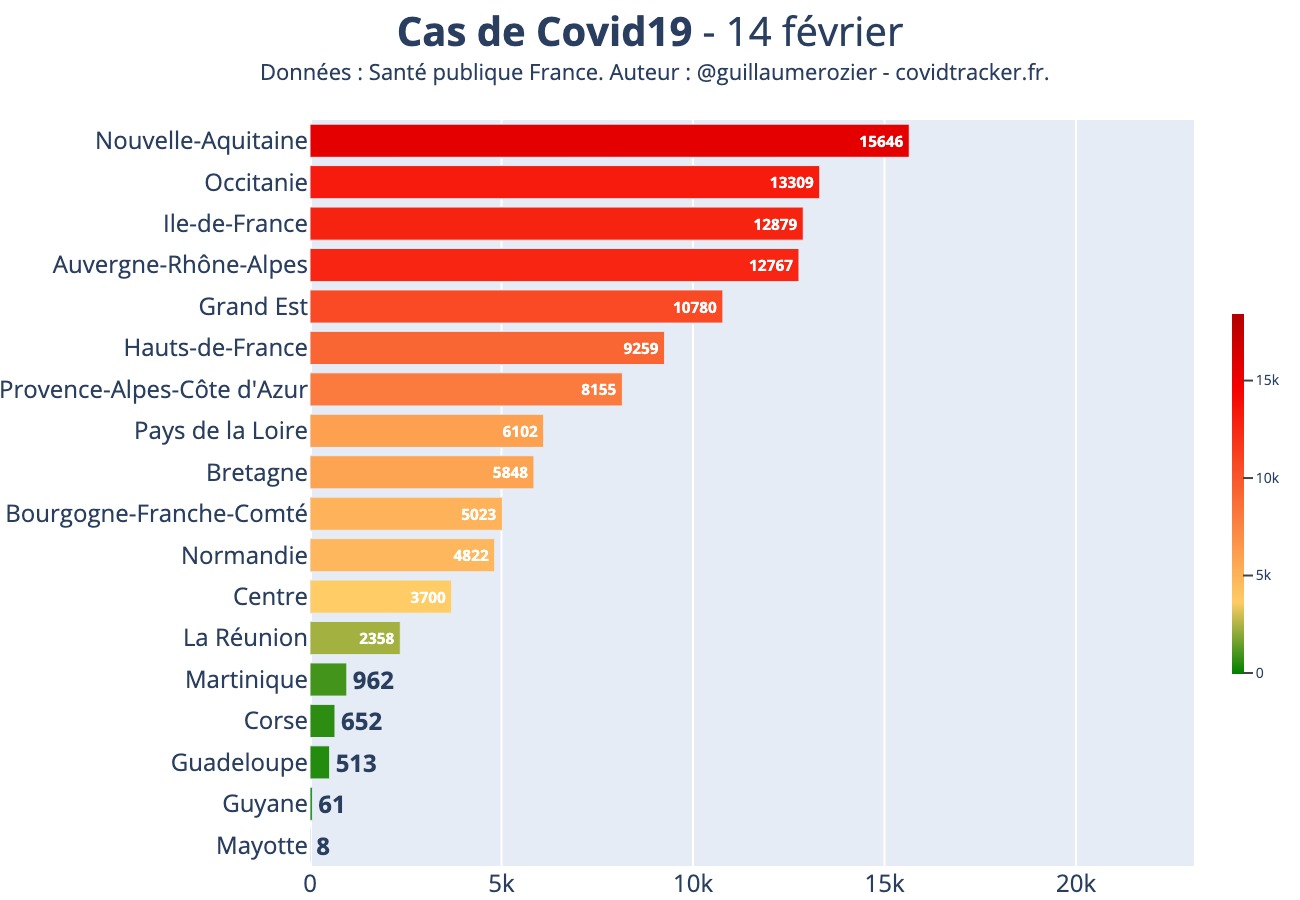 Cas de Covid19 - 14 février
Données : Santé publique France. Auteur : @guillaumerozier - covidtracker.fr.
Nouvelle-Aquitaine 15646
Occitanie 13309
Ile-de-France 12879
Auvergne-Rhône-Alpes 12767
Grand Est 10780
Hauts-de-France 9259
Provence-Alpes-Côte d'Azur 8155
Pays de la Loire 6102
Bretagne 5848
Bourgogne-Franche-Comté 5023
Normandie 4822
Centre 3700
La Réunion 2358
Martinique 962
Corse 652
Guadeloupe 513
Guyane 61
Mayotte 8
0 5k 10k 15k 20k
15k
10k
5k
0